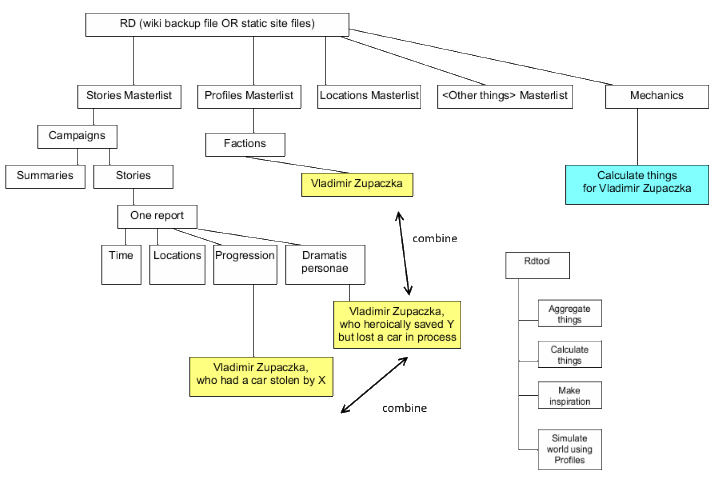 RD (wiki backup file OR static site files)
Stories Masterlist
Profiles Masterlist
Locations Masterlist
<Other things> Masterlist
Mechanics
Campaigns
Factions
Summaries
Stories
Vladimir Zupaczka
Calculate things
for Vladimir Zupaczka
One report
Time
Locations
Progression
Dramatis
personae
combine
Rdtool
Aggregate
things
Vladimir Zupaczka,
who heroically saved Y
but lost a car in process
Calculate
things
Vladimir Zupaczka,
who had a car stolen by X
Make
inspiration
combine
Simulate
world using
Profiles